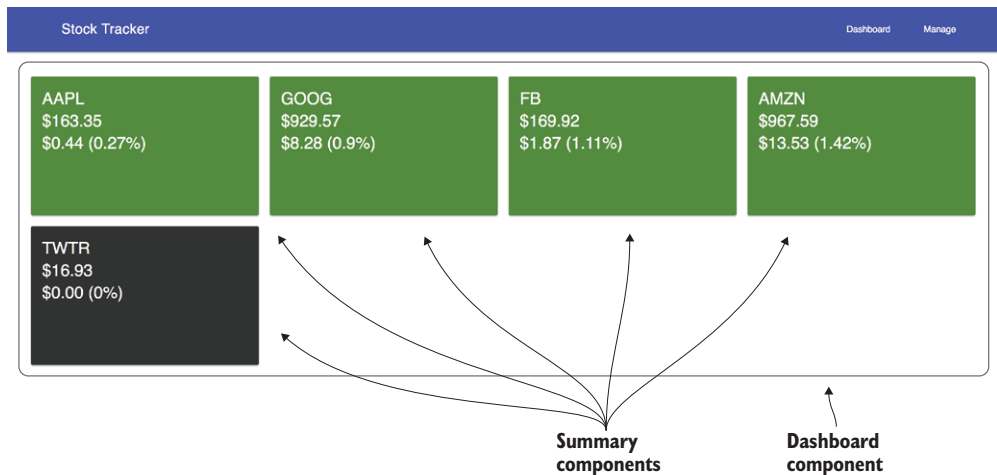 Stock Tracker
Dashboard
Manage
AAPL
$163.35
$0.44 (0.27%)
GOOG
$929.57
$8.28 (0.9%)
FB
$169.92
$1.87 (1.11%)
AMZN
$967.59
$13.53 (1.42%)
TWTR
$16.93
$0.00 (0%)
Summary
components
Dashboard
component